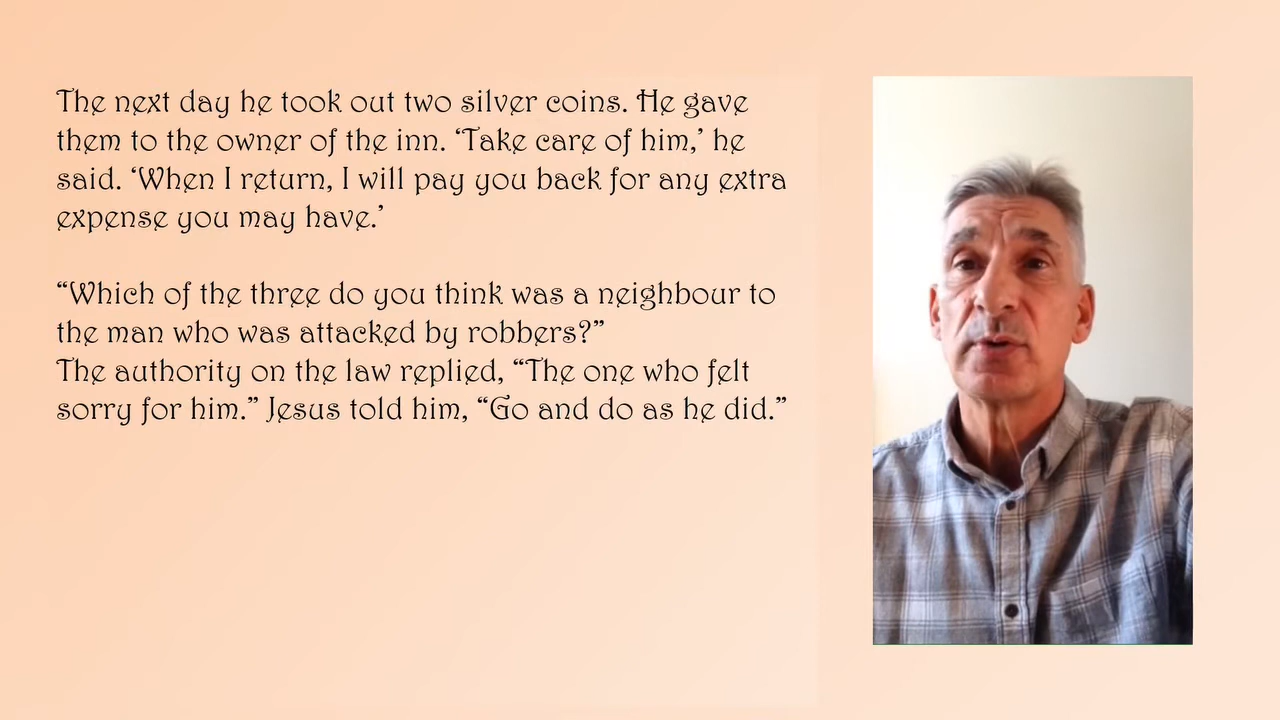 The next day he took out two silver coins. He gave
them to the owner of the inn. ‘Take care of him,’ he
said. ‘When I return, I will pay you back for any extra
expense you may have.’
“Which of the three do you think was a neighbour to
the man who was attacked by robbers?”
The authority on the law replied, “The one who felt
sorry for him.” Jesus told him, “Go and do as he did.”